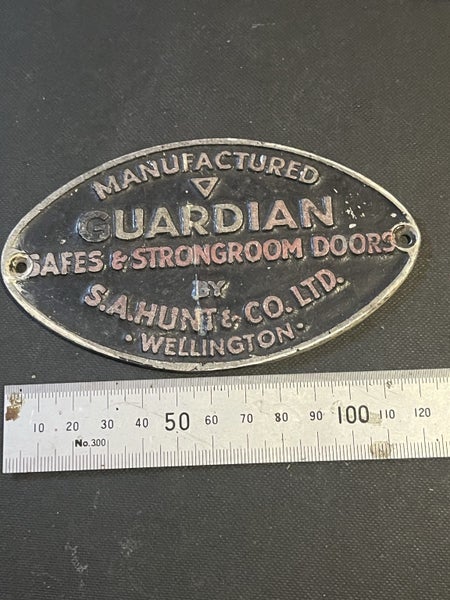 MANUFACTURED
GUARDIAN
SAFES & STRONGROOM DOORS
BY
S.A.HUNT & CO. LTD.
· WELLINGTON ·
10 20 30 40 50 60 70 80 90 100 110 120
No.300